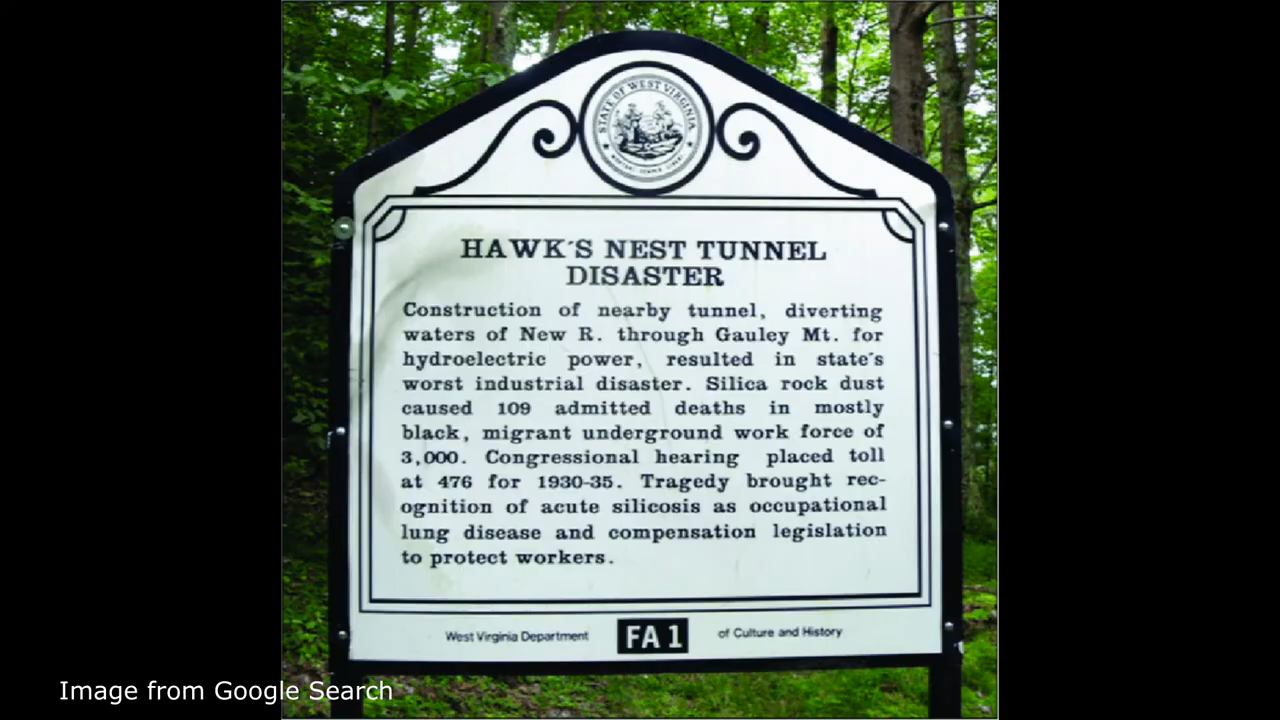 STATE OF WEST VIRGINIA
HAWK´S NEST TUNNEL
DISASTER
Construction of nearby tunnel, diverting
waters of New R. through Gauley Mt. for
hydroelectric power, resulted in state´s
worst industrial disaster. Silica rock dust
caused 109 admitted deaths in mostly
black, migrant underground work force of
3,000. Congressional hearing placed toll
at 476 for 1930-35. Tragedy brought rec-
ognition of acute silicosis as occupational
lung disease and compensation legislation
to protect workers.
West Virginia Department FA 1 of Culture and History
Image from Google Search